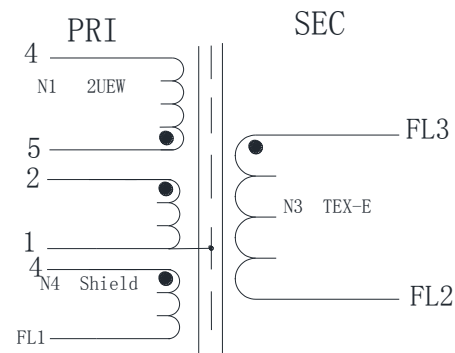 PRI
SEC
4
N1 2UEW
5
2
1
4
N4 Shield
FL1
FL3
N3 TEX-E
FL2